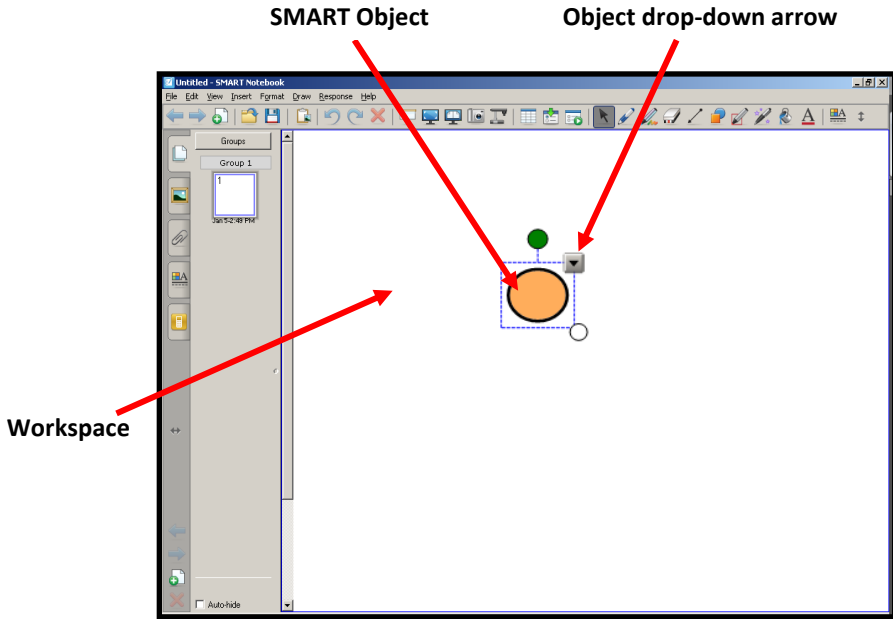 SMART Object Object drop-down arrow
Untitled - SMART Notebook
File Edit View Insert Format Draw Response Help
Groups
Group 1
1
Jan 5-2:49 PM
Workspace
Auto-hide